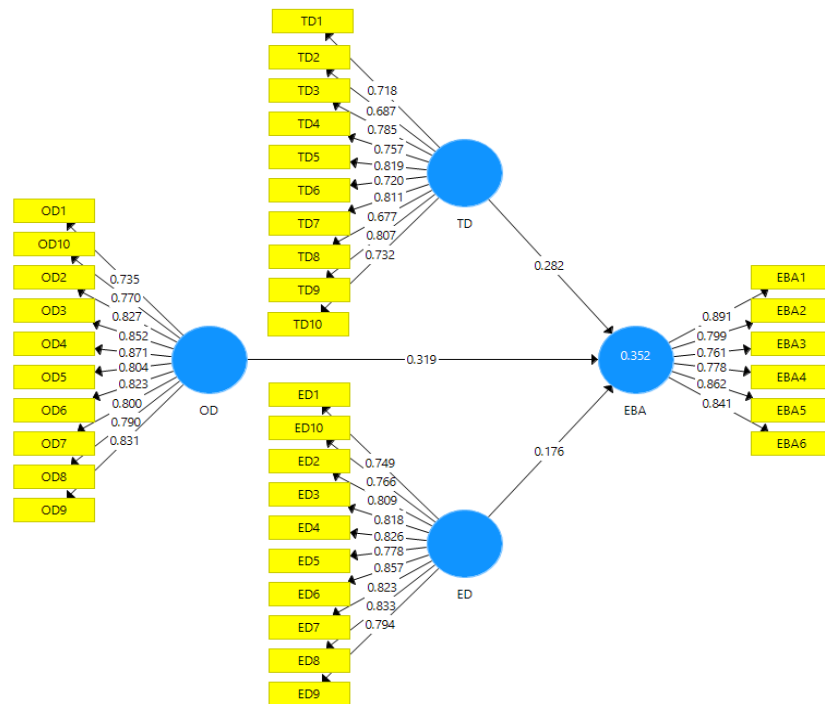 TD1
TD2
TD3
TD4
TD5
TD6
TD7
TD8
TD9
TD10
0.718
0.687
0.785
0.757
0.819
0.720
0.811
0.677
0.807
0.732
TD
OD1
OD10
OD2
OD3
OD4
OD5
OD6
OD7
OD8
OD9
0.735
0.770
0.827
0.852
0.871
0.804
0.823
0.800
0.790
0.831
OD
0.282
0.319
0.176
ED1
ED10
ED2
ED3
ED4
ED5
ED6
ED7
ED8
ED9
0.749
0.766
0.809
0.818
0.826
0.778
0.857
0.823
0.833
0.794
ED
0.352
EBA
0.891
0.799
0.761
0.778
0.862
0.841
EBA1
EBA2
EBA3
EBA4
EBA5
EBA6